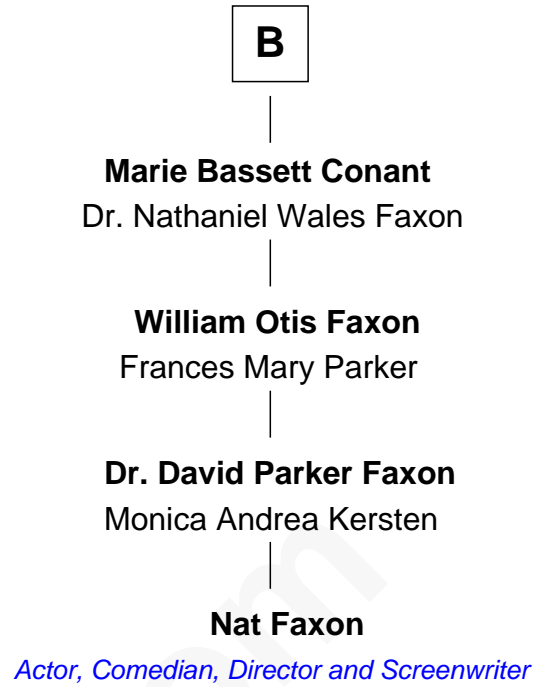 B
Marie Bassett Conant
Dr. Nathaniel Wales Faxon
William Otis Faxon
Frances Mary Parker
Dr. David Parker Faxon
Monica Andrea Kersten
Nat Faxon
Actor, Comedian, Director and Screenwriter